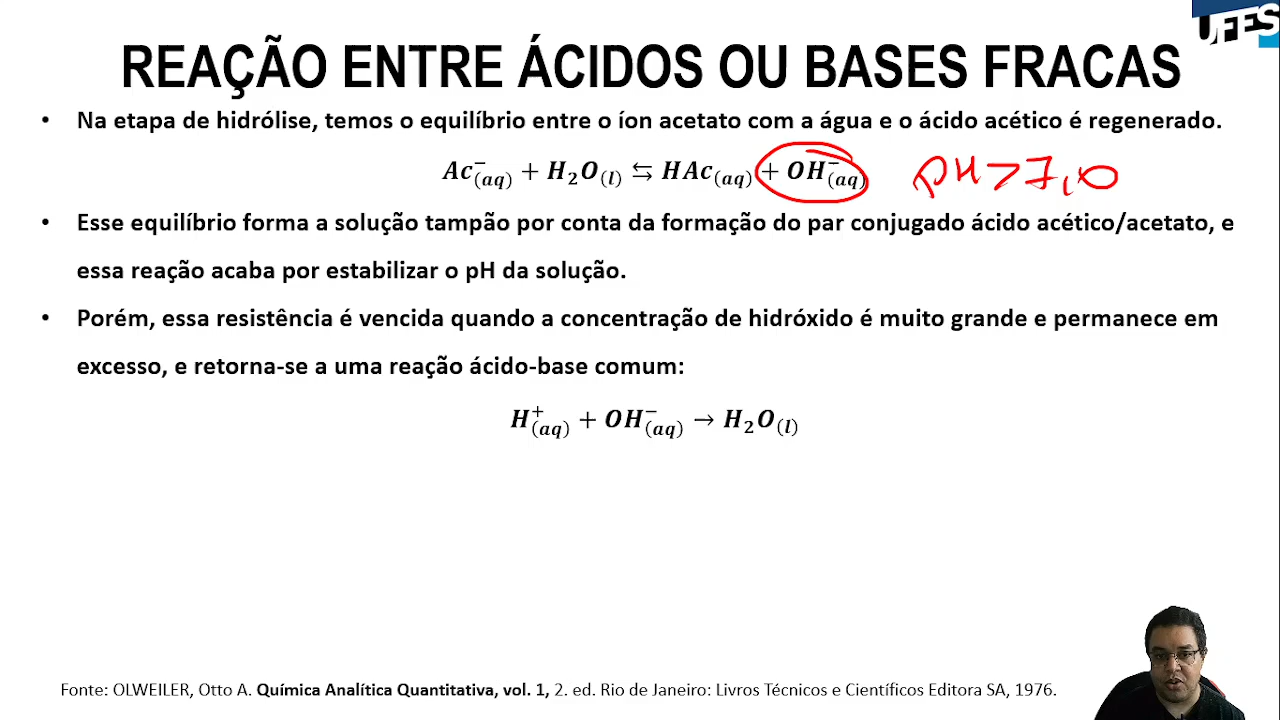 UFES
REAÇÃO ENTRE ÁCIDOS OU BASES FRACAS
• Na etapa de hidrólise, temos o equilíbrio entre o íon acetato com a água e o ácido acético é regenerado.
Ac⁻(aq) + H₂O(l) ⇆ HAc(aq) + OH⁻(aq) pH > 7,0
• Esse equilíbrio forma a solução tampão por conta da formação do par conjugado ácido acético/acetato, e
essa reação acaba por estabilizar o pH da solução.
• Porém, essa resistência é vencida quando a concentração de hidróxido é muito grande e permanece em
excesso, e retorna-se a uma reação ácido-base comum:
H⁺(aq) + OH⁻(aq) → H₂O(l)
Fonte: OLWEILER, Otto A. Química Analítica Quantitativa, vol. 1, 2. ed. Rio de Janeiro: Livros Técnicos e Científicos Editora SA, 1976.